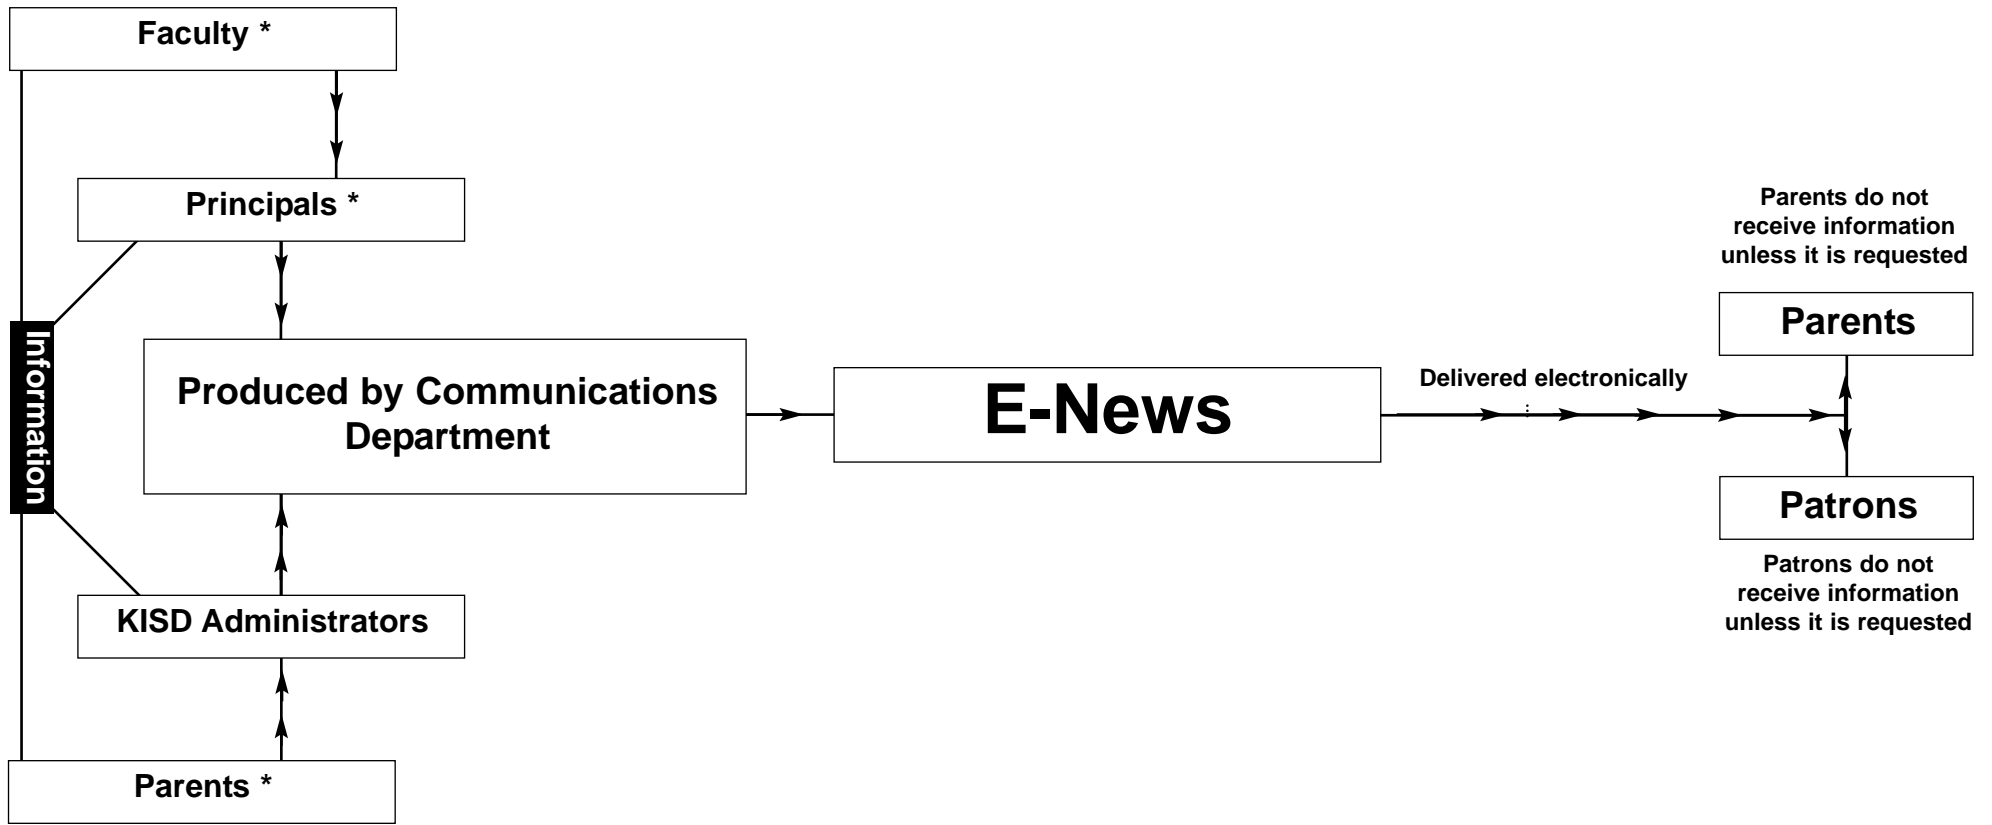 Faculty *
Principals *
Information
Produced by Communications
Department
KISD Administrators
Parents *
E-News
Delivered electronically
Parents do not
receive information
unless it is requested
Parents
Patrons
Patrons do not
receive information
unless it is requested